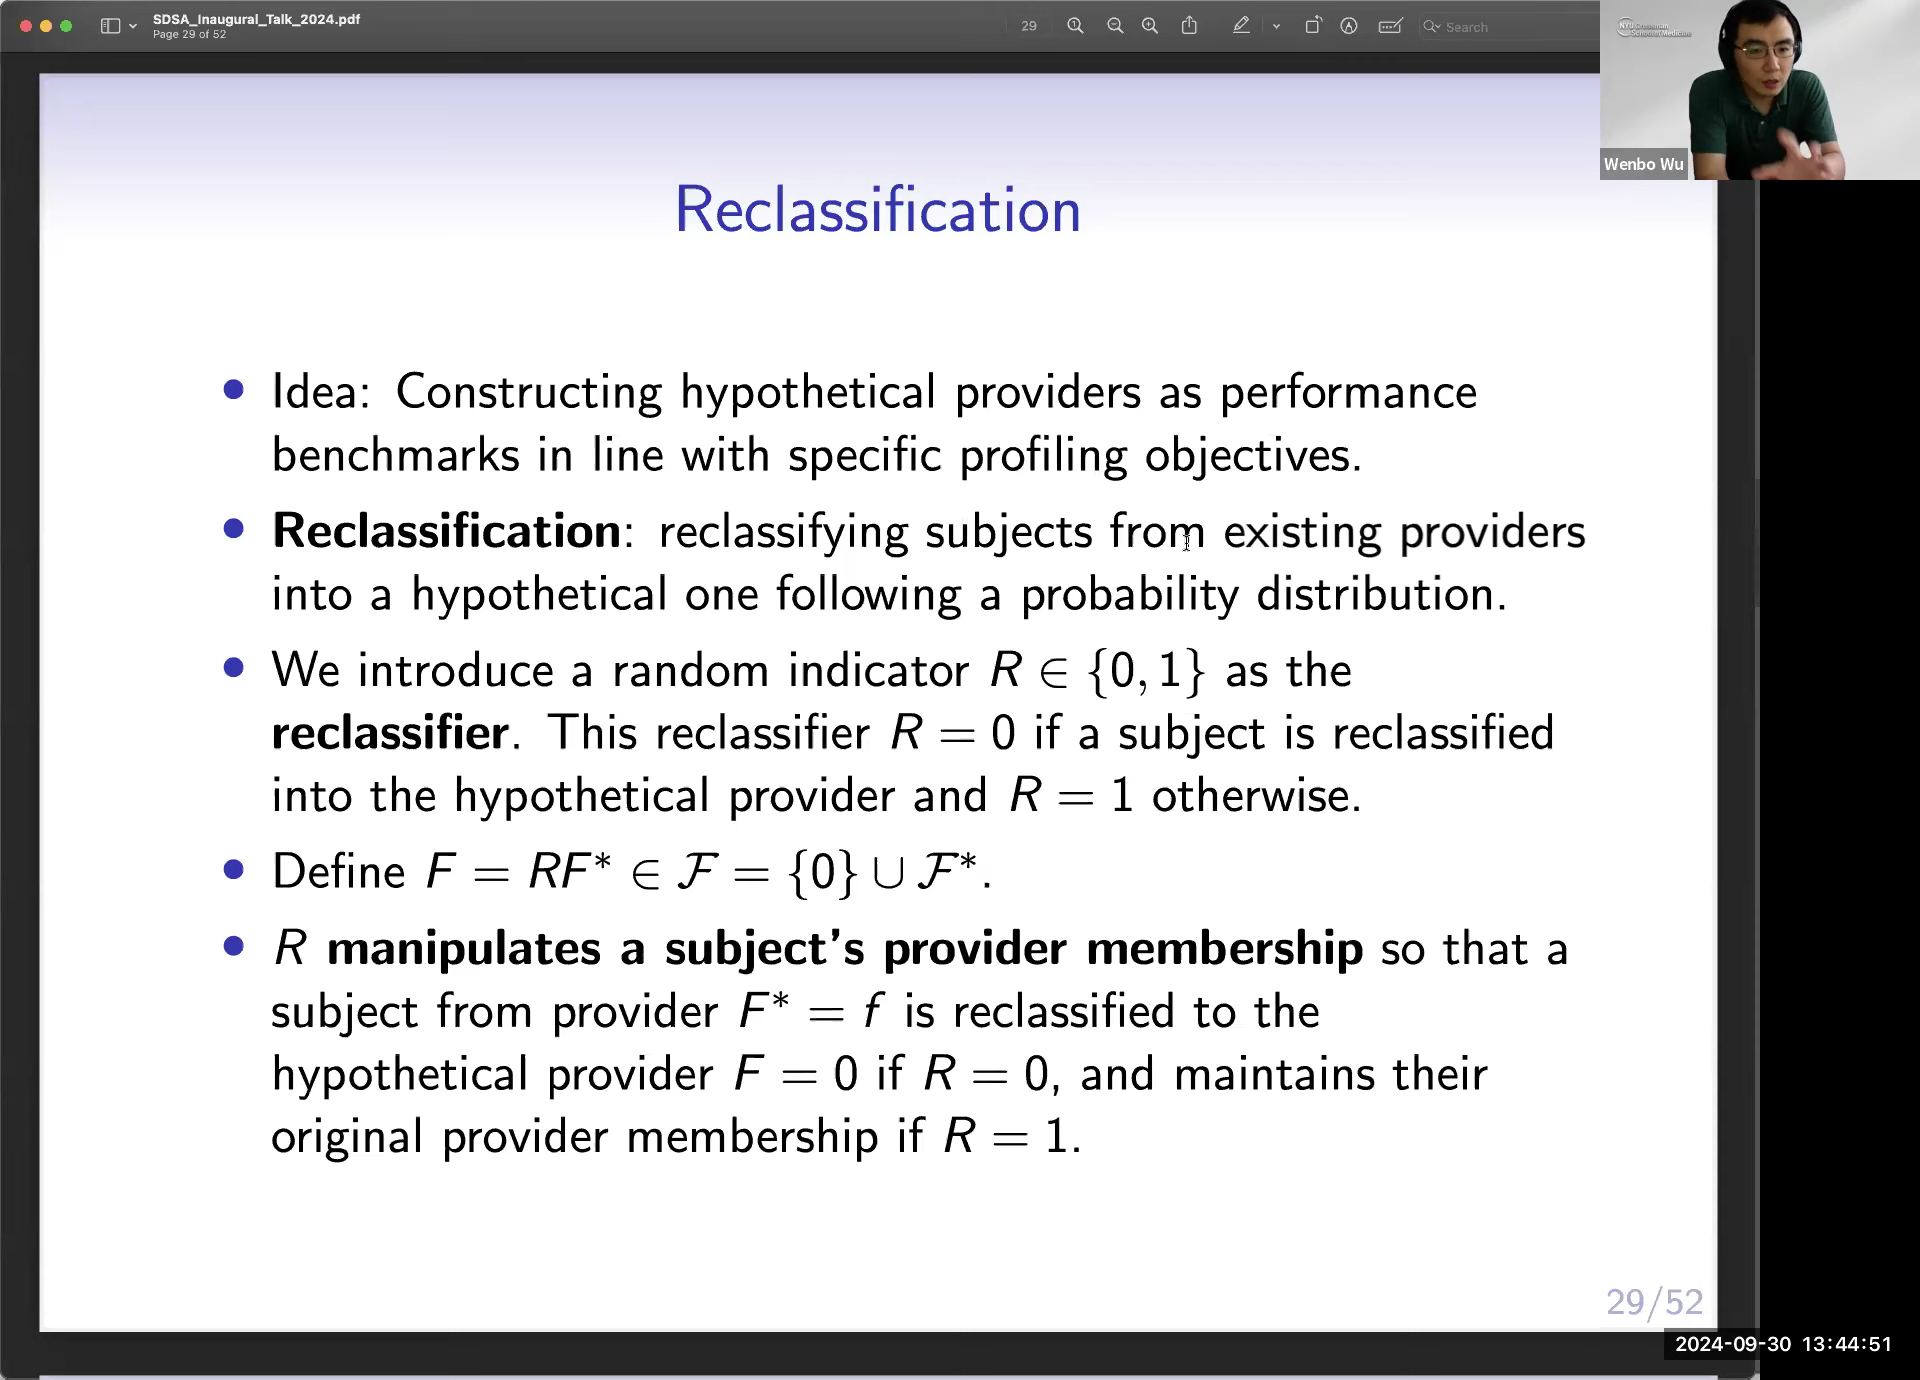 SDSA_Inaugural_Talk_2024.pdf
Page 29 of 52
29
Search
NYU Grossman
School of Medicine
Wenbo Wu
Reclassification
• Idea: Constructing hypothetical providers as performance
benchmarks in line with specific profiling objectives.
• Reclassification: reclassifying subjects from existing providers
into a hypothetical one following a probability distribution.
• We introduce a random indicator R ∈ {0, 1} as the
reclassifier. This reclassifier R = 0 if a subject is reclassified
into the hypothetical provider and R = 1 otherwise.
• Define F = RF* ∈ ℱ = {0} ∪ ℱ*.
• R manipulates a subject's provider membership so that a
subject from provider F* = f is reclassified to the
hypothetical provider F = 0 if R = 0, and maintains their
original provider membership if R = 1.
29/52
2024-09-30 13:44:51